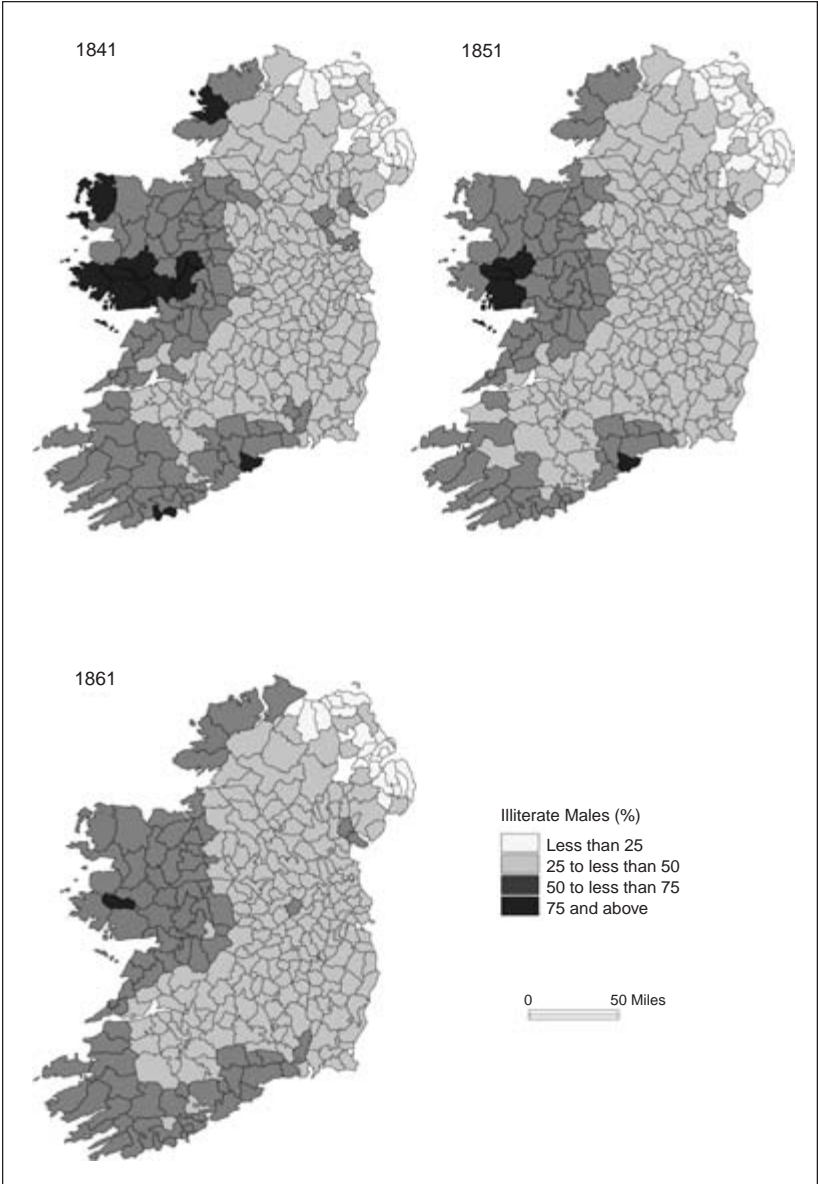 1841
1851
1861
Illiterate Males (%)
Less than 25
25 to less than 50
50 to less than 75
75 and above
0 50 Miles